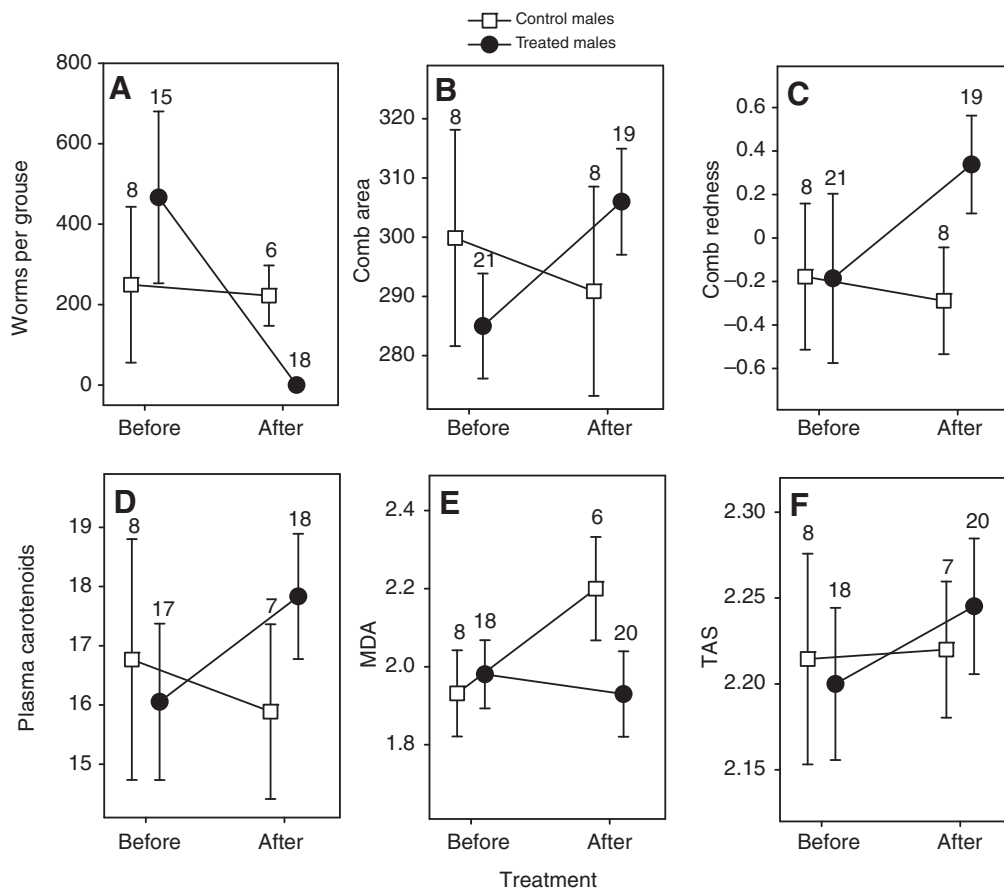 Control males
Treated males
A
B
C
800
600
400
200
0
Worms per grouse
8
15
6
18
Before
After
320
310
300
290
280
Comb area
8
21
8
19
Before
After
0.6
0.4
0.2
0
−0.2
−0.4
−0.6
Comb redness
8
21
8
19
Before
After
D
E
F
19
18
17
16
15
Plasma carotenoids
8
17
7
18
Before
After
2.4
2.2
2.0
1.8
MDA
8
18
6
20
Before
After
2.30
2.25
2.20
2.15
TAS
8
18
7
20
Before
After
Treatment